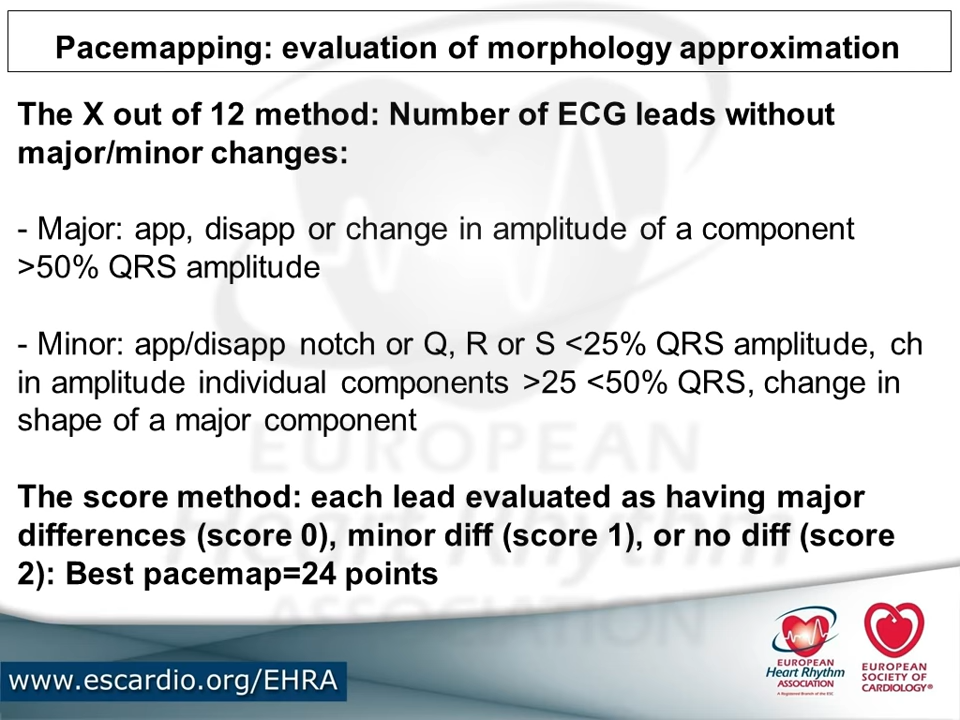 Pacemapping: evaluation of morphology approximation
The X out of 12 method: Number of ECG leads without
major/minor changes:
- Major: app, disapp or change in amplitude of a component
>50% QRS amplitude
- Minor: app/disapp notch or Q, R or S <25% QRS amplitude, ch
in amplitude individual components >25 <50% QRS, change in
shape of a major component
The score method: each lead evaluated as having major
differences (score 0), minor diff (score 1), or no diff (score
2): Best pacemap=24 points
EUROPEAN
Heart Rhythm
ASSOCIATION
www.escardio.org/EHRA
EUROPEAN
Heart Rhythm
ASSOCIATION
A Registered Branch of the ESC
EUROPEAN
SOCIETY OF
CARDIOLOGY®